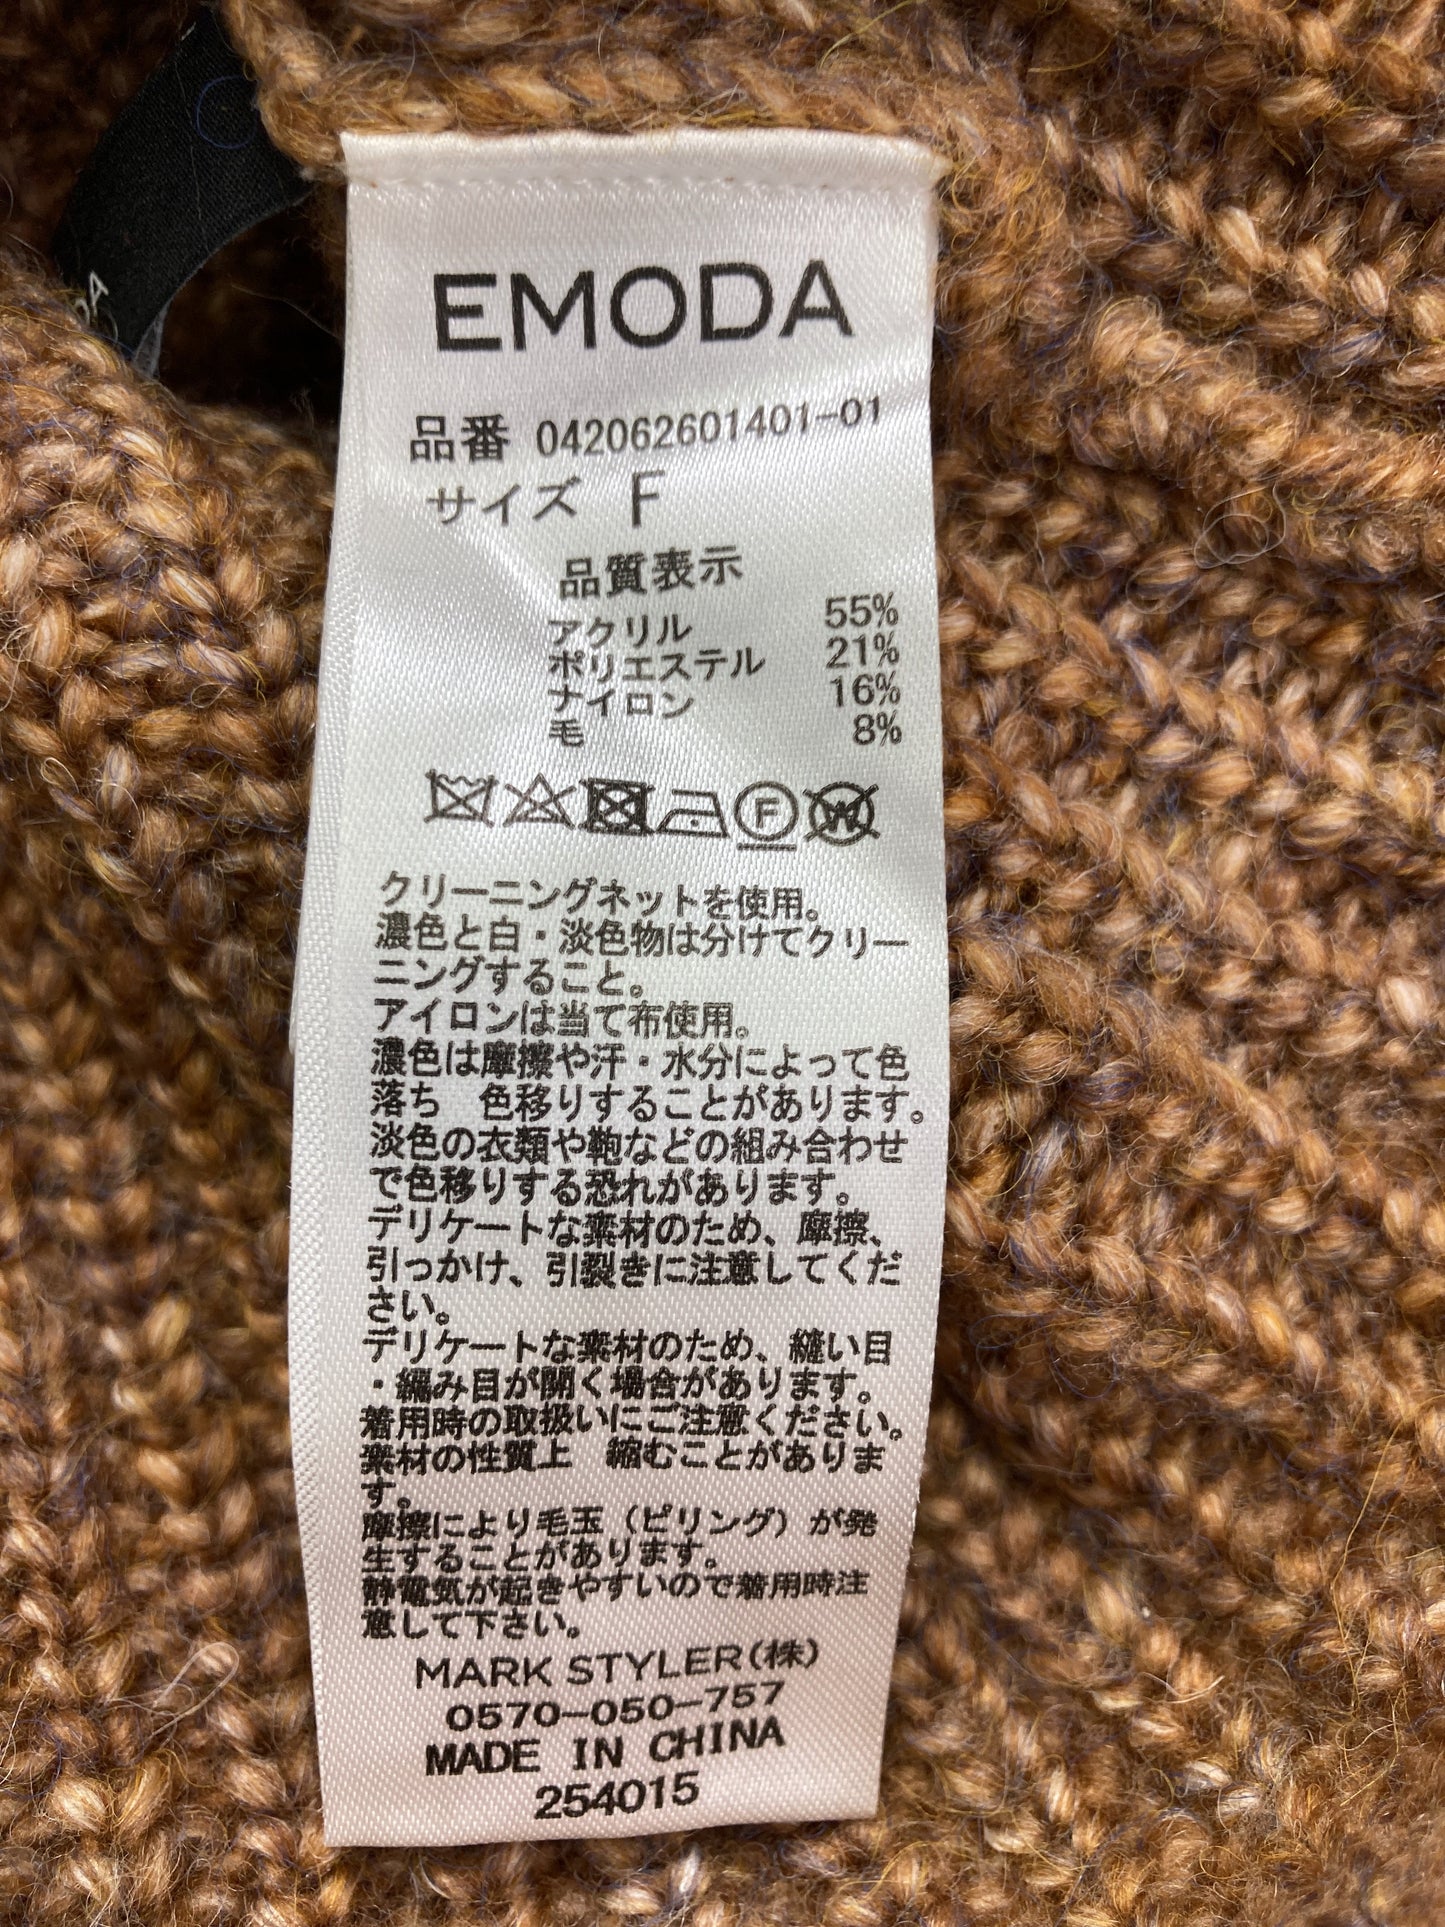 EMODA
品番 042062601401-01
サイズ F
品質表示
アクリル 55%
ポリエステル 21%
ナイロン 16%
毛 8%
F W
クリーニングネットを使用。
濃色と白・淡色物は分けてクリー
ニングすること。
アイロンは当て布使用。
濃色は摩擦や汗・水分によって色
落ち 色移りすることがあります。
淡色の衣類や鞄などの組み合わせ
で色移りする恐れがあります。
デリケートな素材のため、摩擦、
引っかけ、引裂きに注意してくだ
さい。
デリケートな素材のため、縫い目
・編み目が開く場合があります。
着用時の取扱いにご注意ください。
素材の性質上 縮むことがありま
す。
摩擦により毛玉（ピリング）が発
生することがあります。
静電気が起きやすいので着用時注
意して下さい。
MARK STYLER(株)
0570-050-757
MADE IN CHINA
254015